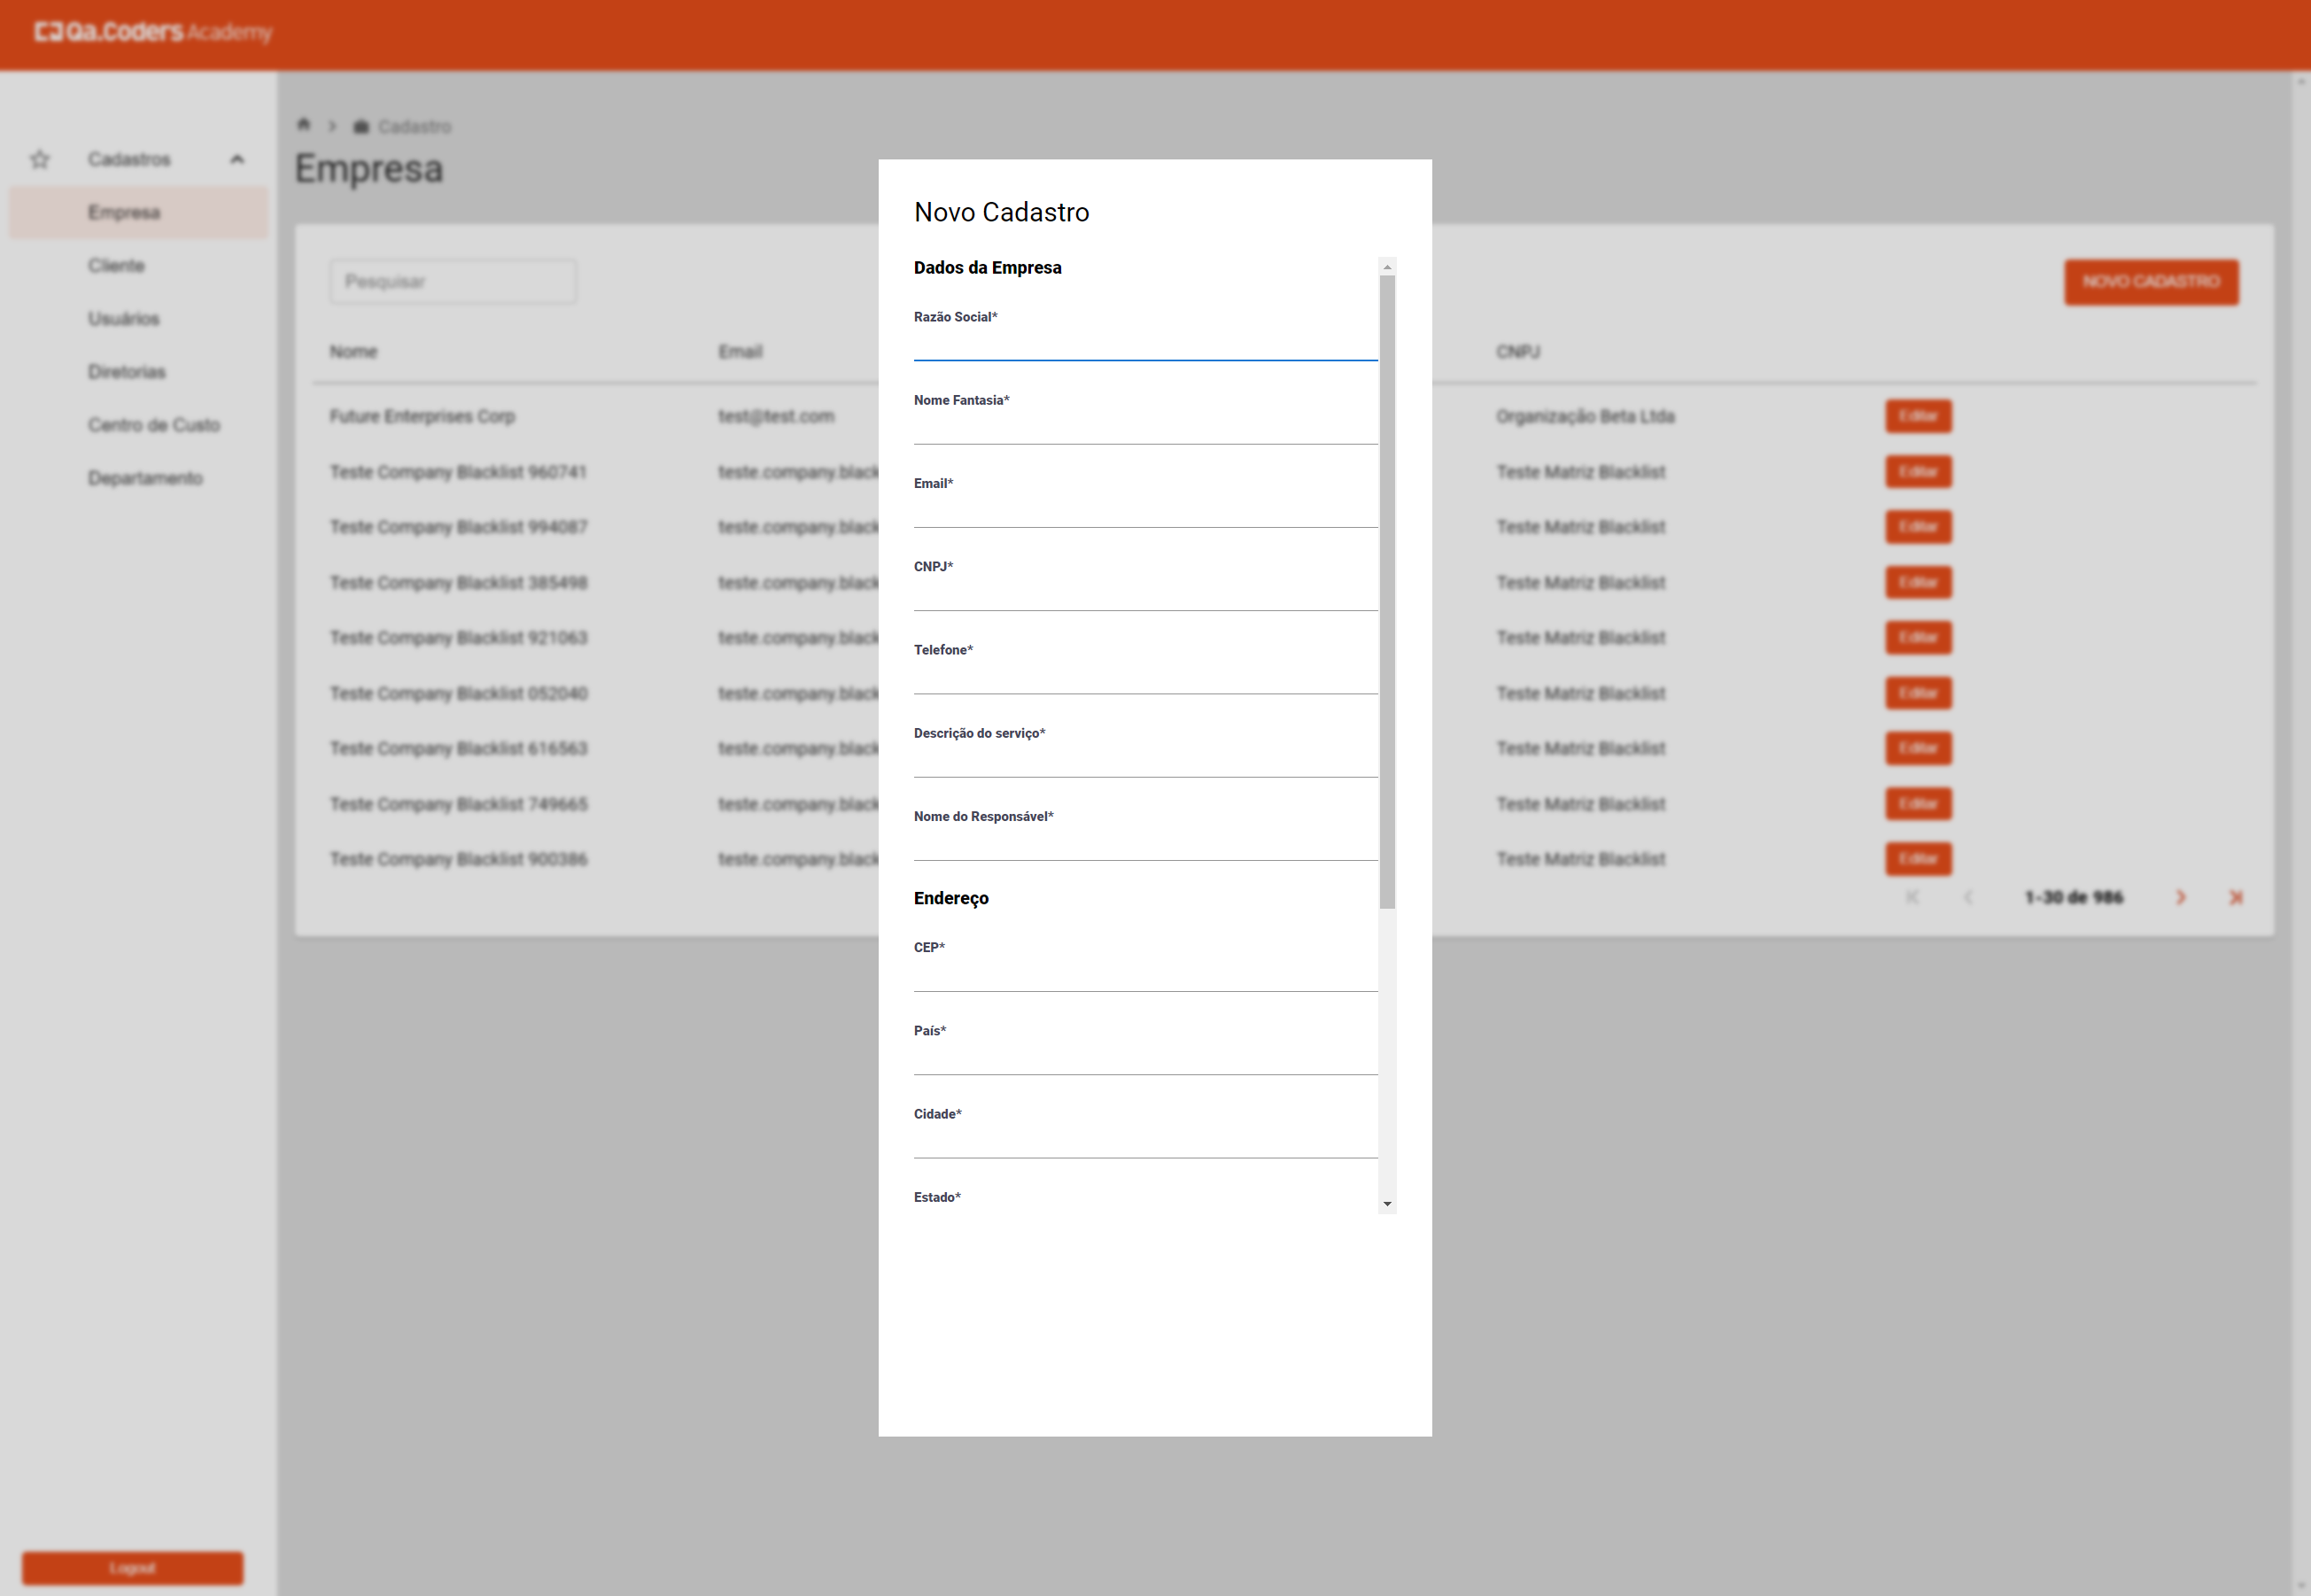 Qa.Coders Academy
Cadastros
Empresa
Cliente
Usuários
Diretorias
Centro de Custo
Departamento
Logout
Cadastro
Empresa
Pesquisar
NOVO CADASTRO
Nome Email CNPJ
Future Enterprises Corp test@test.com Organização Beta Ltda Editar
Teste Company Blacklist 960741 teste.company.black Teste Matriz Blacklist Editar
Teste Company Blacklist 994087 teste.company.black Teste Matriz Blacklist Editar
Teste Company Blacklist 385498 teste.company.black Teste Matriz Blacklist Editar
Teste Company Blacklist 921063 teste.company.black Teste Matriz Blacklist Editar
Teste Company Blacklist 052040 teste.company.black Teste Matriz Blacklist Editar
Teste Company Blacklist 616563 teste.company.black Teste Matriz Blacklist Editar
Teste Company Blacklist 749665 teste.company.black Teste Matriz Blacklist Editar
Teste Company Blacklist 900386 teste.company.black Teste Matriz Blacklist Editar
1-30 de 986
Novo Cadastro
Dados da Empresa
Razão Social*
Nome Fantasia*
Email*
CNPJ*
Telefone*
Descrição do serviço*
Nome do Responsável*
Endereço
CEP*
País*
Cidade*
Estado*